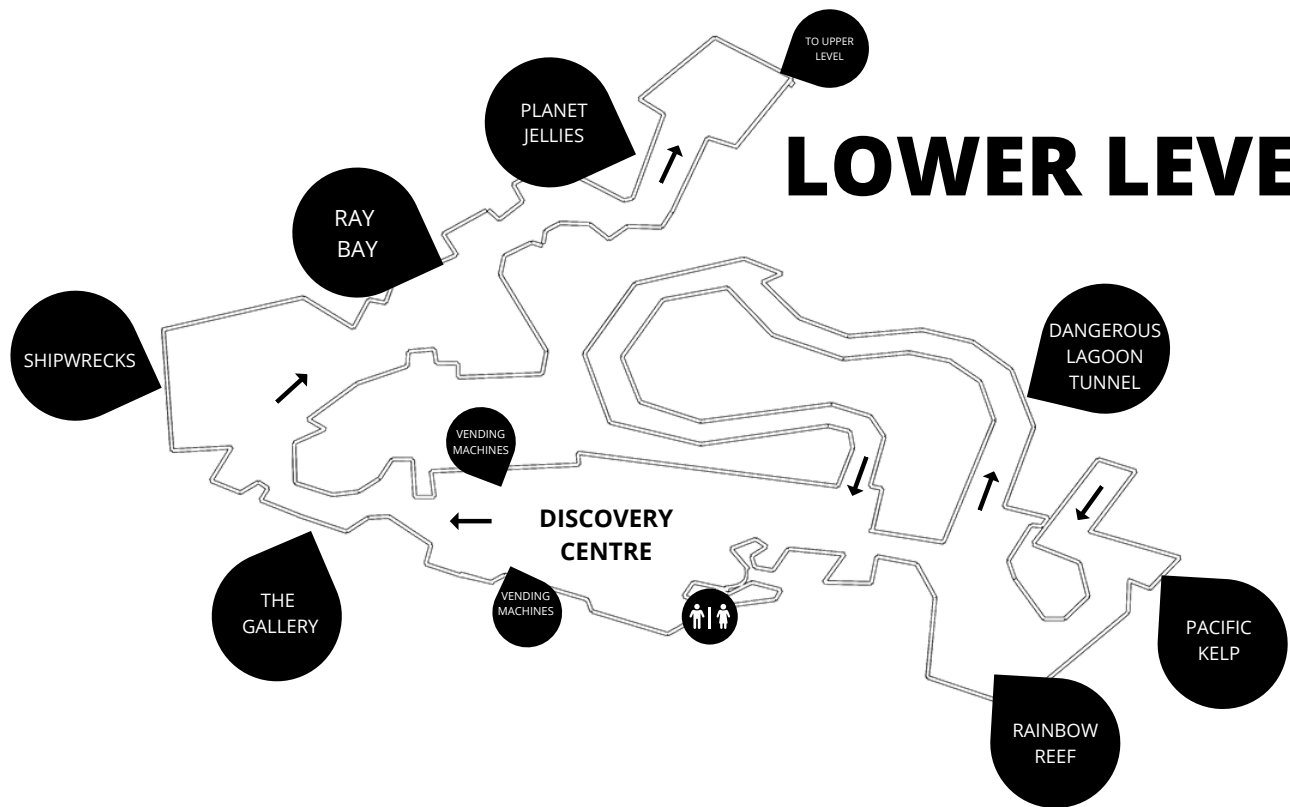 TO UPPER
LEVEL
PLANET
JELLIES
LOWER LEVE
RAY
BAY
SHIPWRECKS
DANGEROUS
LAGOON
TUNNEL
VENDING
MACHINES
DISCOVERY
CENTRE
THE
GALLERY
VENDING
MACHINES
PACIFIC
KELP
RAINBOW
REEF